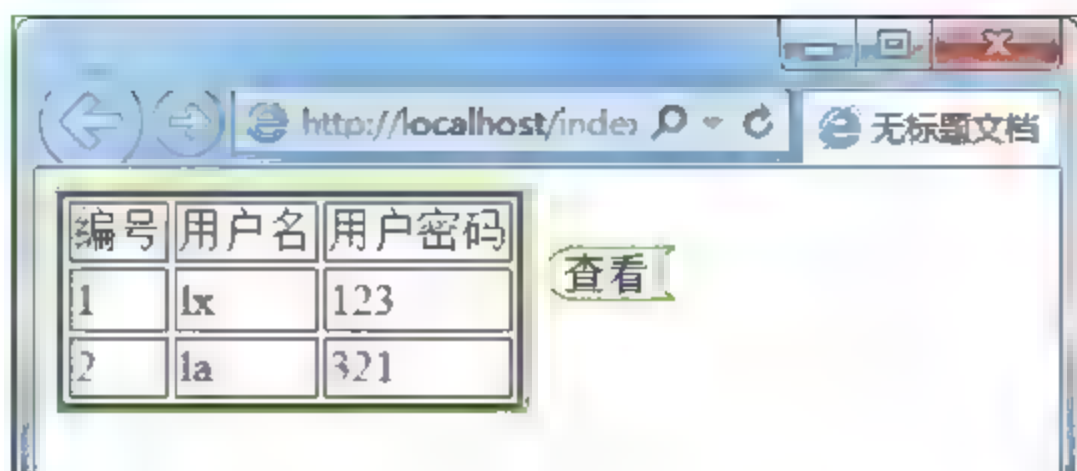 http://localhost/inde
无标题文档
编号 用户名 用户密码
查看
1 lx 123
2 la 321